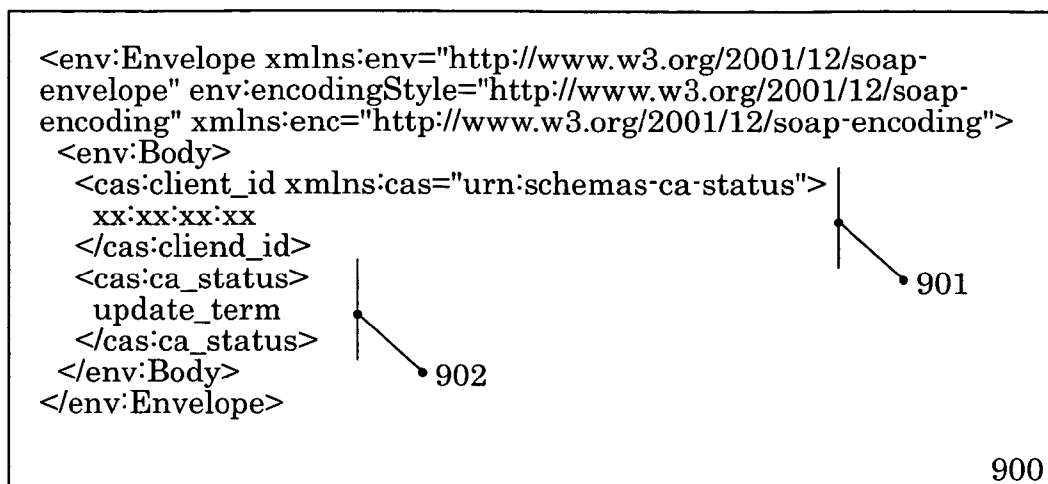 <env:Envelope xmlns:env="http://www.w3.org/2001/12/soap-
envelope" env:encodingStyle="http://www.w3.org/2001/12/soap-
encoding" xmlns:enc="http://www.w3.org/2001/12/soap-encoding">
<env:Body>
<cas:client_id xmlns:cas="urn:schemas-ca-status">
xx:xx:xx:xx
</cas:cliend_id>
901
<cas:ca_status>
update_term
</cas:ca_status>
902
</env:Body>
</env:Envelope>
900